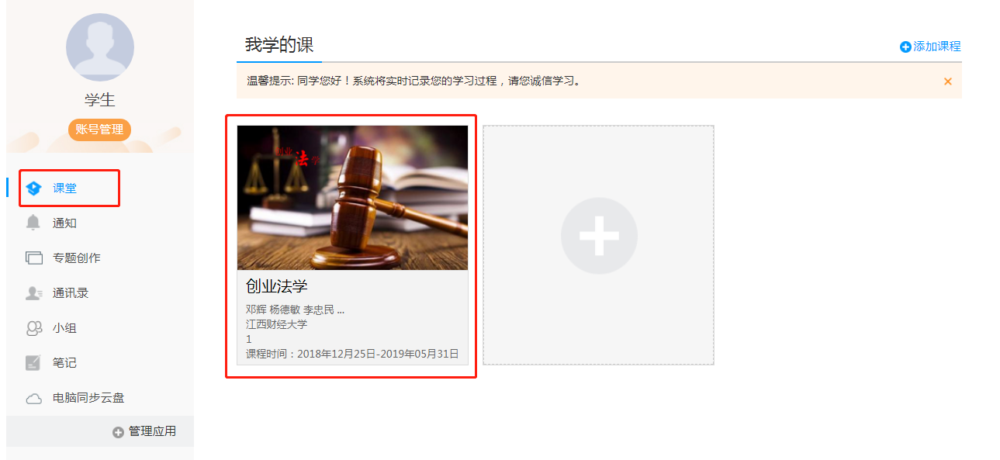 学生
账号管理
课堂
通知
专题创作
通讯录
小组
笔记
电脑同步云盘
管理应用
我学的课
添加课程
温馨提示: 同学您好！系统将实时记录您的学习过程，请您诚信学习。
创业
法学
创业法学
邓辉 杨德敏 李忠民 ...
江西财经大学
1
课程时间：2018年12月25日-2019年05月31日